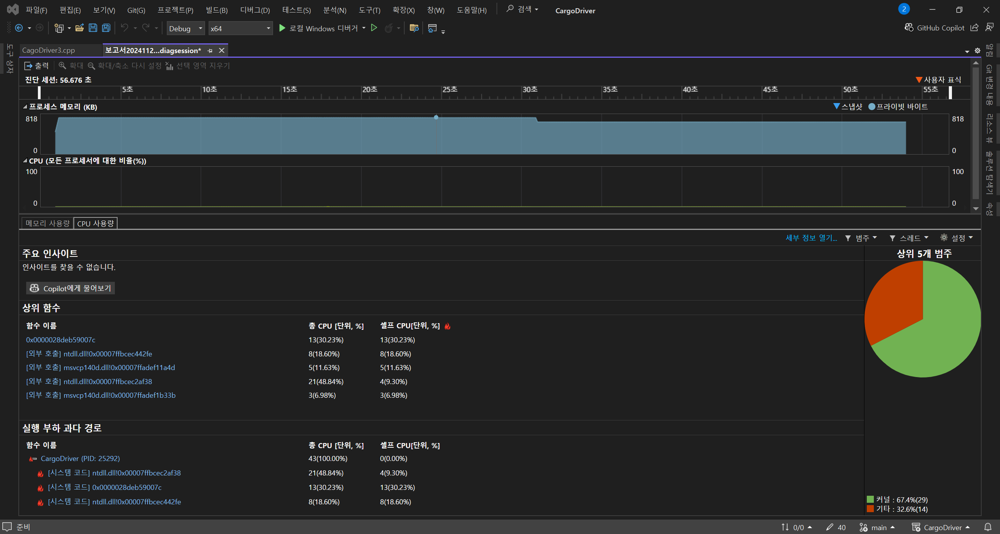 파일(F) 편집(E) 보기(V) Git(G) 프로젝트(P) 빌드(B) 디버그(D) 테스트(S) 분석(N) 도구(T) 확장(X) 창(W) 도움말(H) 검색 CargoDriver 2
Debug x64 로컬 Windows 디버거 GitHub Copilot
도구 상자
CagoDriver3.cpp 보고서2024112...diagsession*
출력 확대 확대/축소 다시 설정 선택 영역 지우기
진단 세션: 56.676 초 사용자 표식
5초 10초 15초 20초 25초 30초 35초 40초 45초 50초 55초
프로세스 메모리 (KB) 스냅샷 프라이빗 바이트
818 818
0 0
CPU (모든 프로세서에 대한 비율(%))
100 100
0 0
메모리 사용량 CPU 사용량
세부 정보 열기... 범주 스레드 설정
주요 인사이트
인사이트를 찾을 수 없습니다.
Copilot에게 물어보기
상위 함수
함수 이름 총 CPU [단위, %] 셀프 CPU[단위, %]
0x0000028deb59007c 13(30.23%) 13(30.23%)
[외부 호출] ntdll.dll!0x00007ffbcec442fe 8(18.60%) 8(18.60%)
[외부 호출] msvcp140d.dll!0x00007ffadef11a4d 5(11.63%) 5(11.63%)
[외부 호출] ntdll.dll!0x00007ffbcec2af38 21(48.84%) 4(9.30%)
[외부 호출] msvcp140d.dll!0x00007ffadef1b33b 3(6.98%) 3(6.98%)
실행 부하 과다 경로
함수 이름 총 CPU [단위, %] 셀프 CPU[단위, %]
CargoDriver (PID: 25292) 43(100.00%) 0(0.00%)
[시스템 코드] ntdll.dll!0x00007ffbcec2af38 21(48.84%) 4(9.30%)
[시스템 코드] 0x0000028deb59007c 13(30.23%) 13(30.23%)
[시스템 코드] ntdll.dll!0x00007ffbcec442fe 8(18.60%) 8(18.60%)
상위 5개 범주
커널 : 67.4%(29)
기타 : 32.6%(14)
알림
Git 변경 내용
리소스 뷰
솔루션 탐색기
속성
준비 0/0 40 main CargoDriver